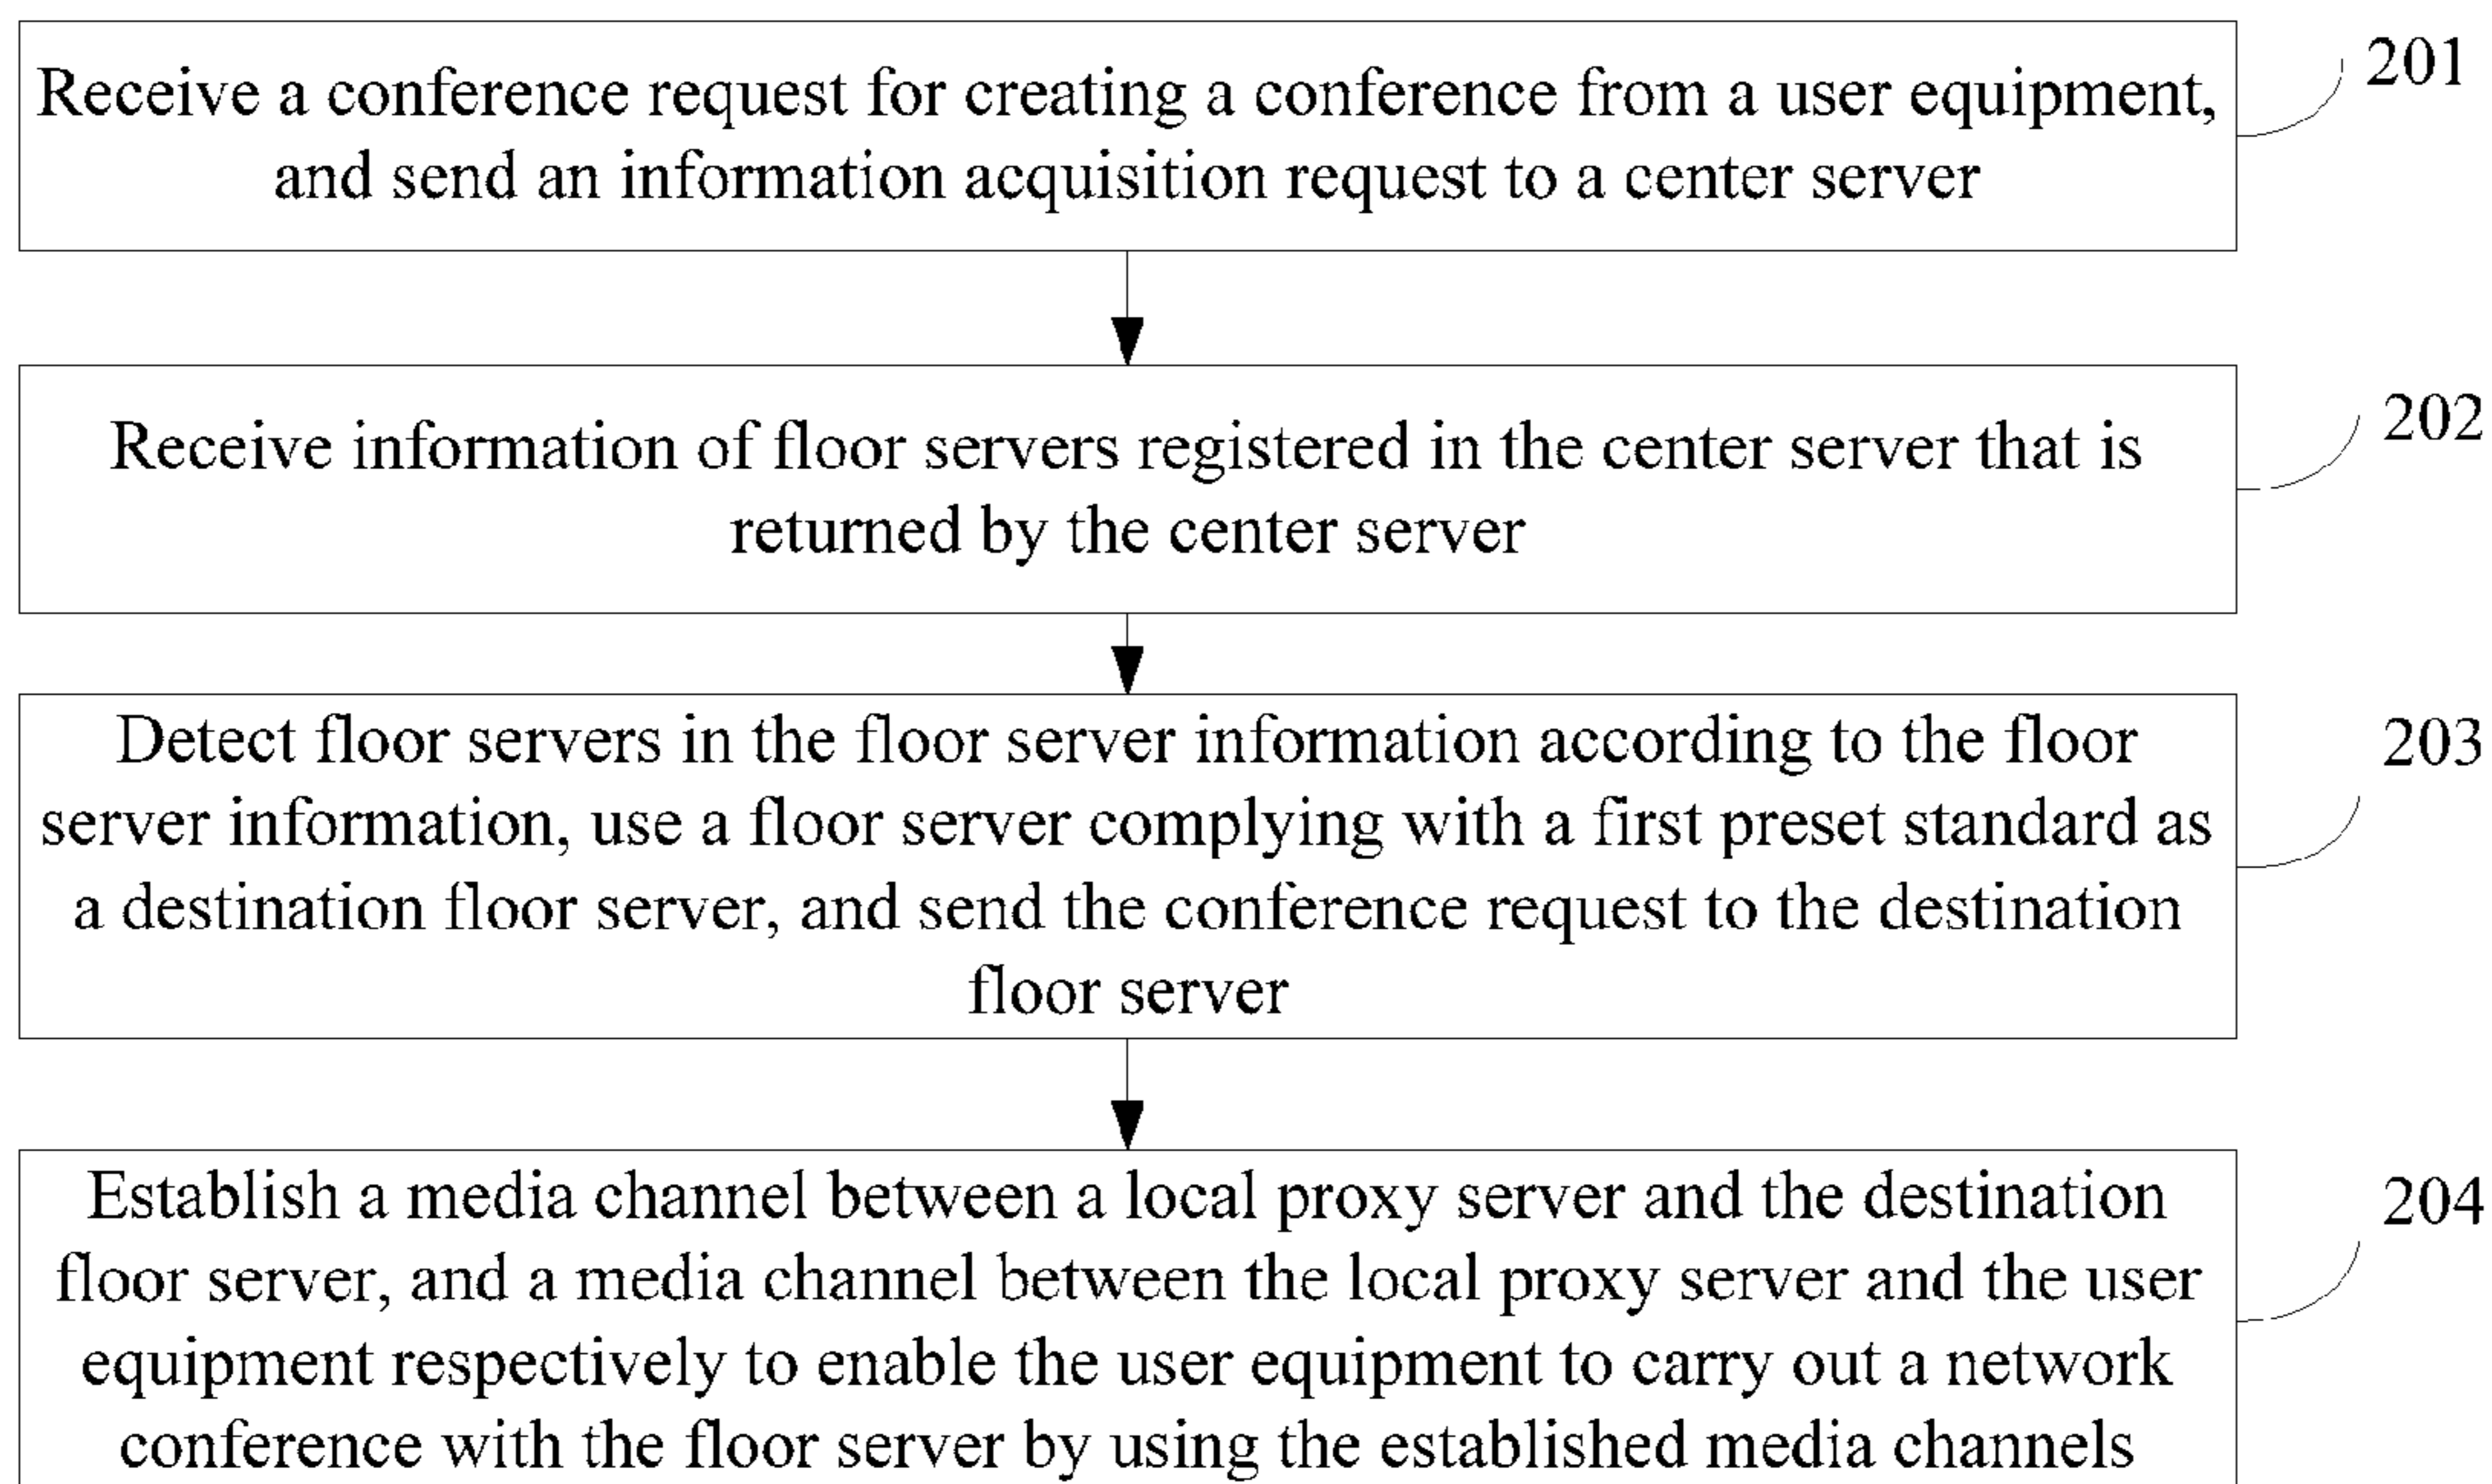 Receive a conference request for creating a conference from a user equipment,
and send an information acquisition request to a center server
201
Receive information of floor servers registered in the center server that is
returned by the center server
202
Detect floor servers in the floor server information according to the floor
server information, use a floor server complying with a first preset standard as
a destination floor server, and send the conference request to the destination
floor server
203
Establish a media channel between a local proxy server and the destination
floor server, and a media channel between the local proxy server and the user
equipment respectively to enable the user equipment to carry out a network
conference with the floor server by using the established media channels
204